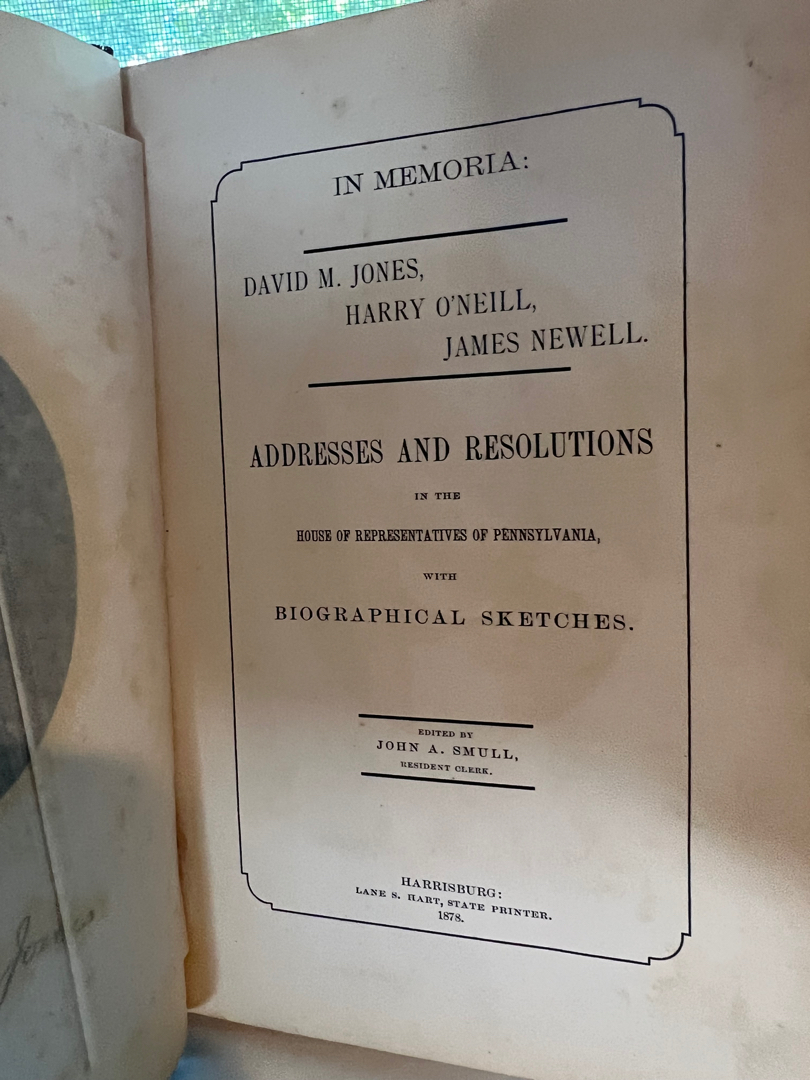 IN MEMORIA:
DAVID M. JONES,
HARRY O'NEILL,
JAMES NEWELL.
ADDRESSES AND RESOLUTIONS
IN THE
HOUSE OF REPRESENTATIVES OF PENNSYLVANIA,
WITH
BIOGRAPHICAL SKETCHES.
EDITED BY
JOHN A. SMULL,
RESIDENT CLERK.
HARRISBURG:
LANE S. HART, STATE PRINTER.
1878.
Jones